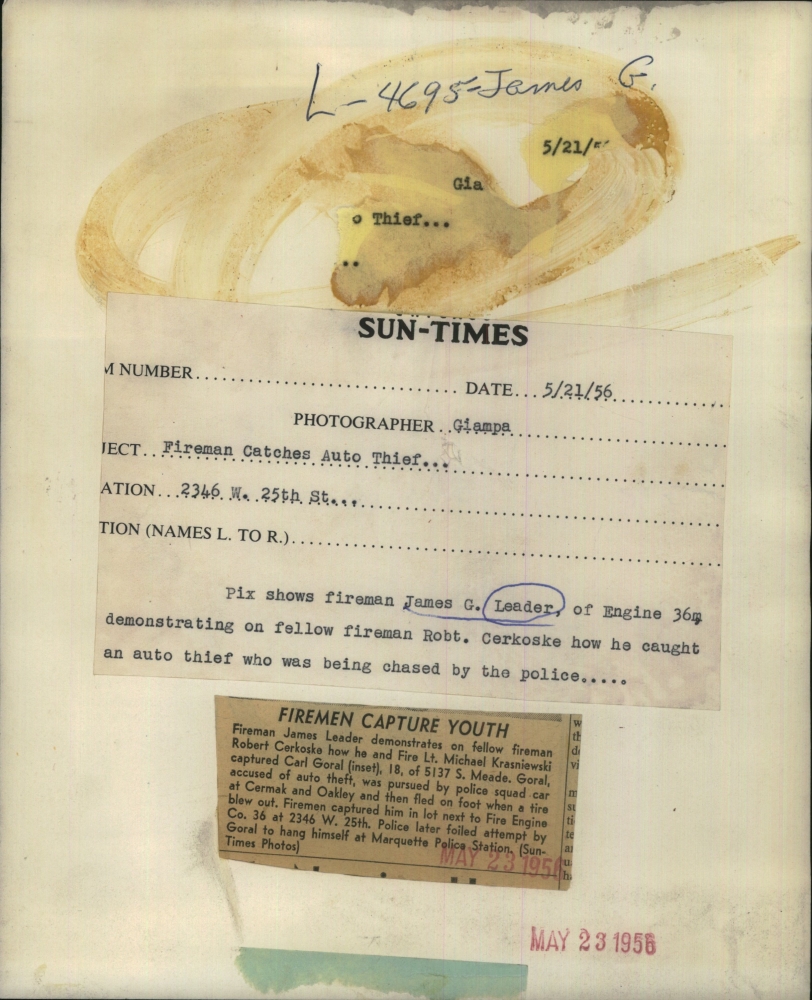 L-4695-James G.
5/21/5
Gia
o Thief...
..
SUN-TIMES
M NUMBER.............................. DATE...5/21/56..............
PHOTOGRAPHER..Giampa
JECT..Fireman Catches Auto Thief...
ATION...2346 W. 25th St....
TION (NAMES L. TO R.)
Pix shows fireman James G. Leader, of Engine 36m
demonstrating on fellow fireman Robt. Cerkoske how he caught
an auto thief who was being chased by the police.....
FIREMEN CAPTURE YOUTH
Fireman James Leader demonstrates on fellow fireman
Robert Cerkoske how he and Fire Lt. Michael Krasniewski
captured Carl Goral (inset), 18, of 5137 S. Meade. Goral,
accused of auto theft, was pursued by police squad car
at Cermak and Oakley and then fled on foot when a tire
blew out. Firemen captured him in lot next to Fire Engine
Co. 36 at 2346 W. 25th. Police later foiled attempt by
Goral to hang himself at Marquette Police Station. (Sun-
Times Photos)
MAY 23 1956
MAY 23 1956